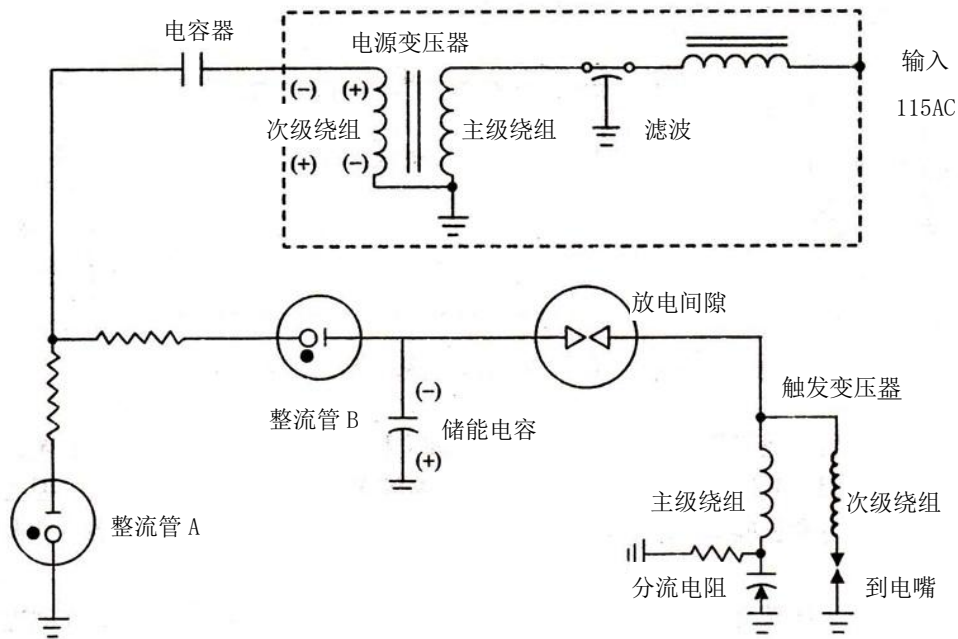 电容器
电源变压器
输入
115AC
(-) (+)
次级绕组
主级绕组
滤波
(+) (-)
放电间隙
整流管 B
(-)
储能电容
(+)
触发变压器
整流管 A
主级绕组
次级绕组
分流电阻
到电嘴